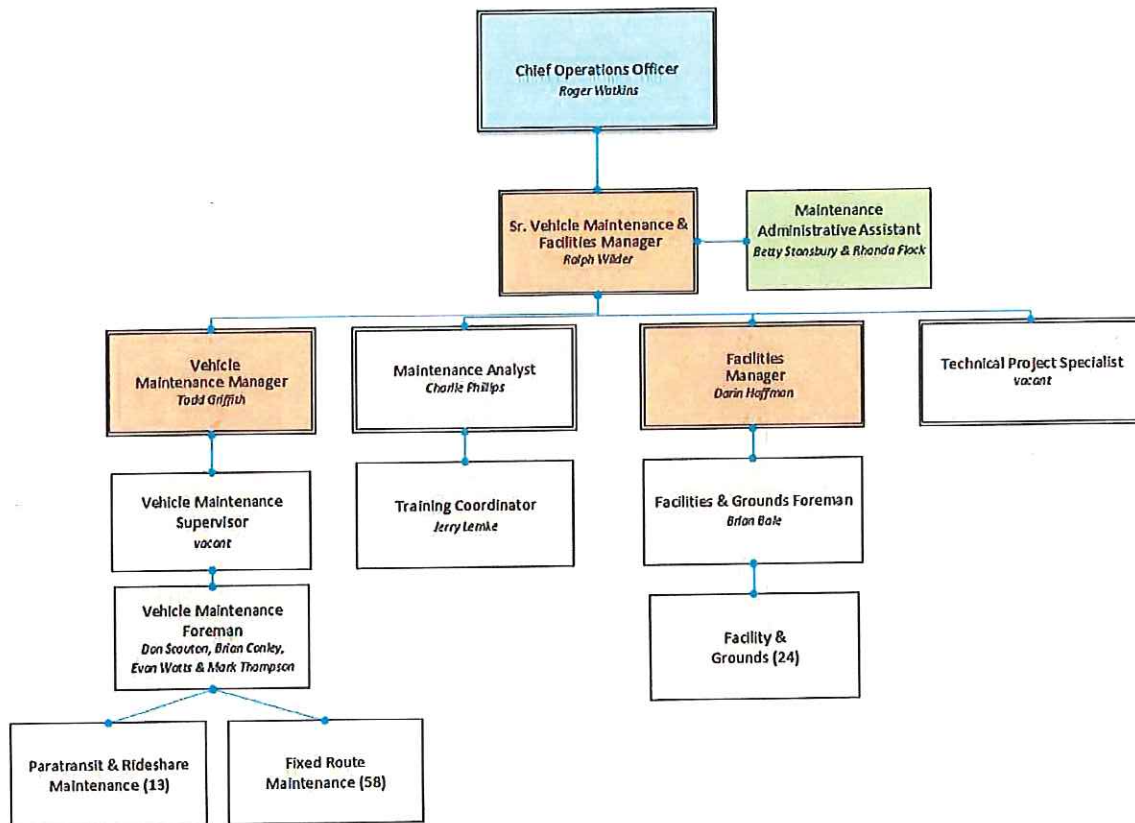 Chief Operations Officer
Roger Watkins
Sr. Vehicle Maintenance &
Facilities Manager
Ralph Wilder
Maintenance
Administrative Assistant
Betty Stansbury & Rhonda Flock
Vehicle
Maintenance Manager
Todd Griffith
Maintenance Analyst
Charlie Philips
Facilities
Manager
Darin Hoffman
Technical Project Specialist
vacant
Vehicle Maintenance
Supervisor
vacant
Training Coordinator
Jerry Lemke
Facilities & Grounds Foreman
Brian Bale
Vehicle Maintenance
Foreman
Don Scouton, Brian Conley,
Evan Watts & Mark Thompson
Facility &
Grounds (24)
Paratransit & Rideshare
Maintenance (13)
Fixed Route
Maintenance (58)